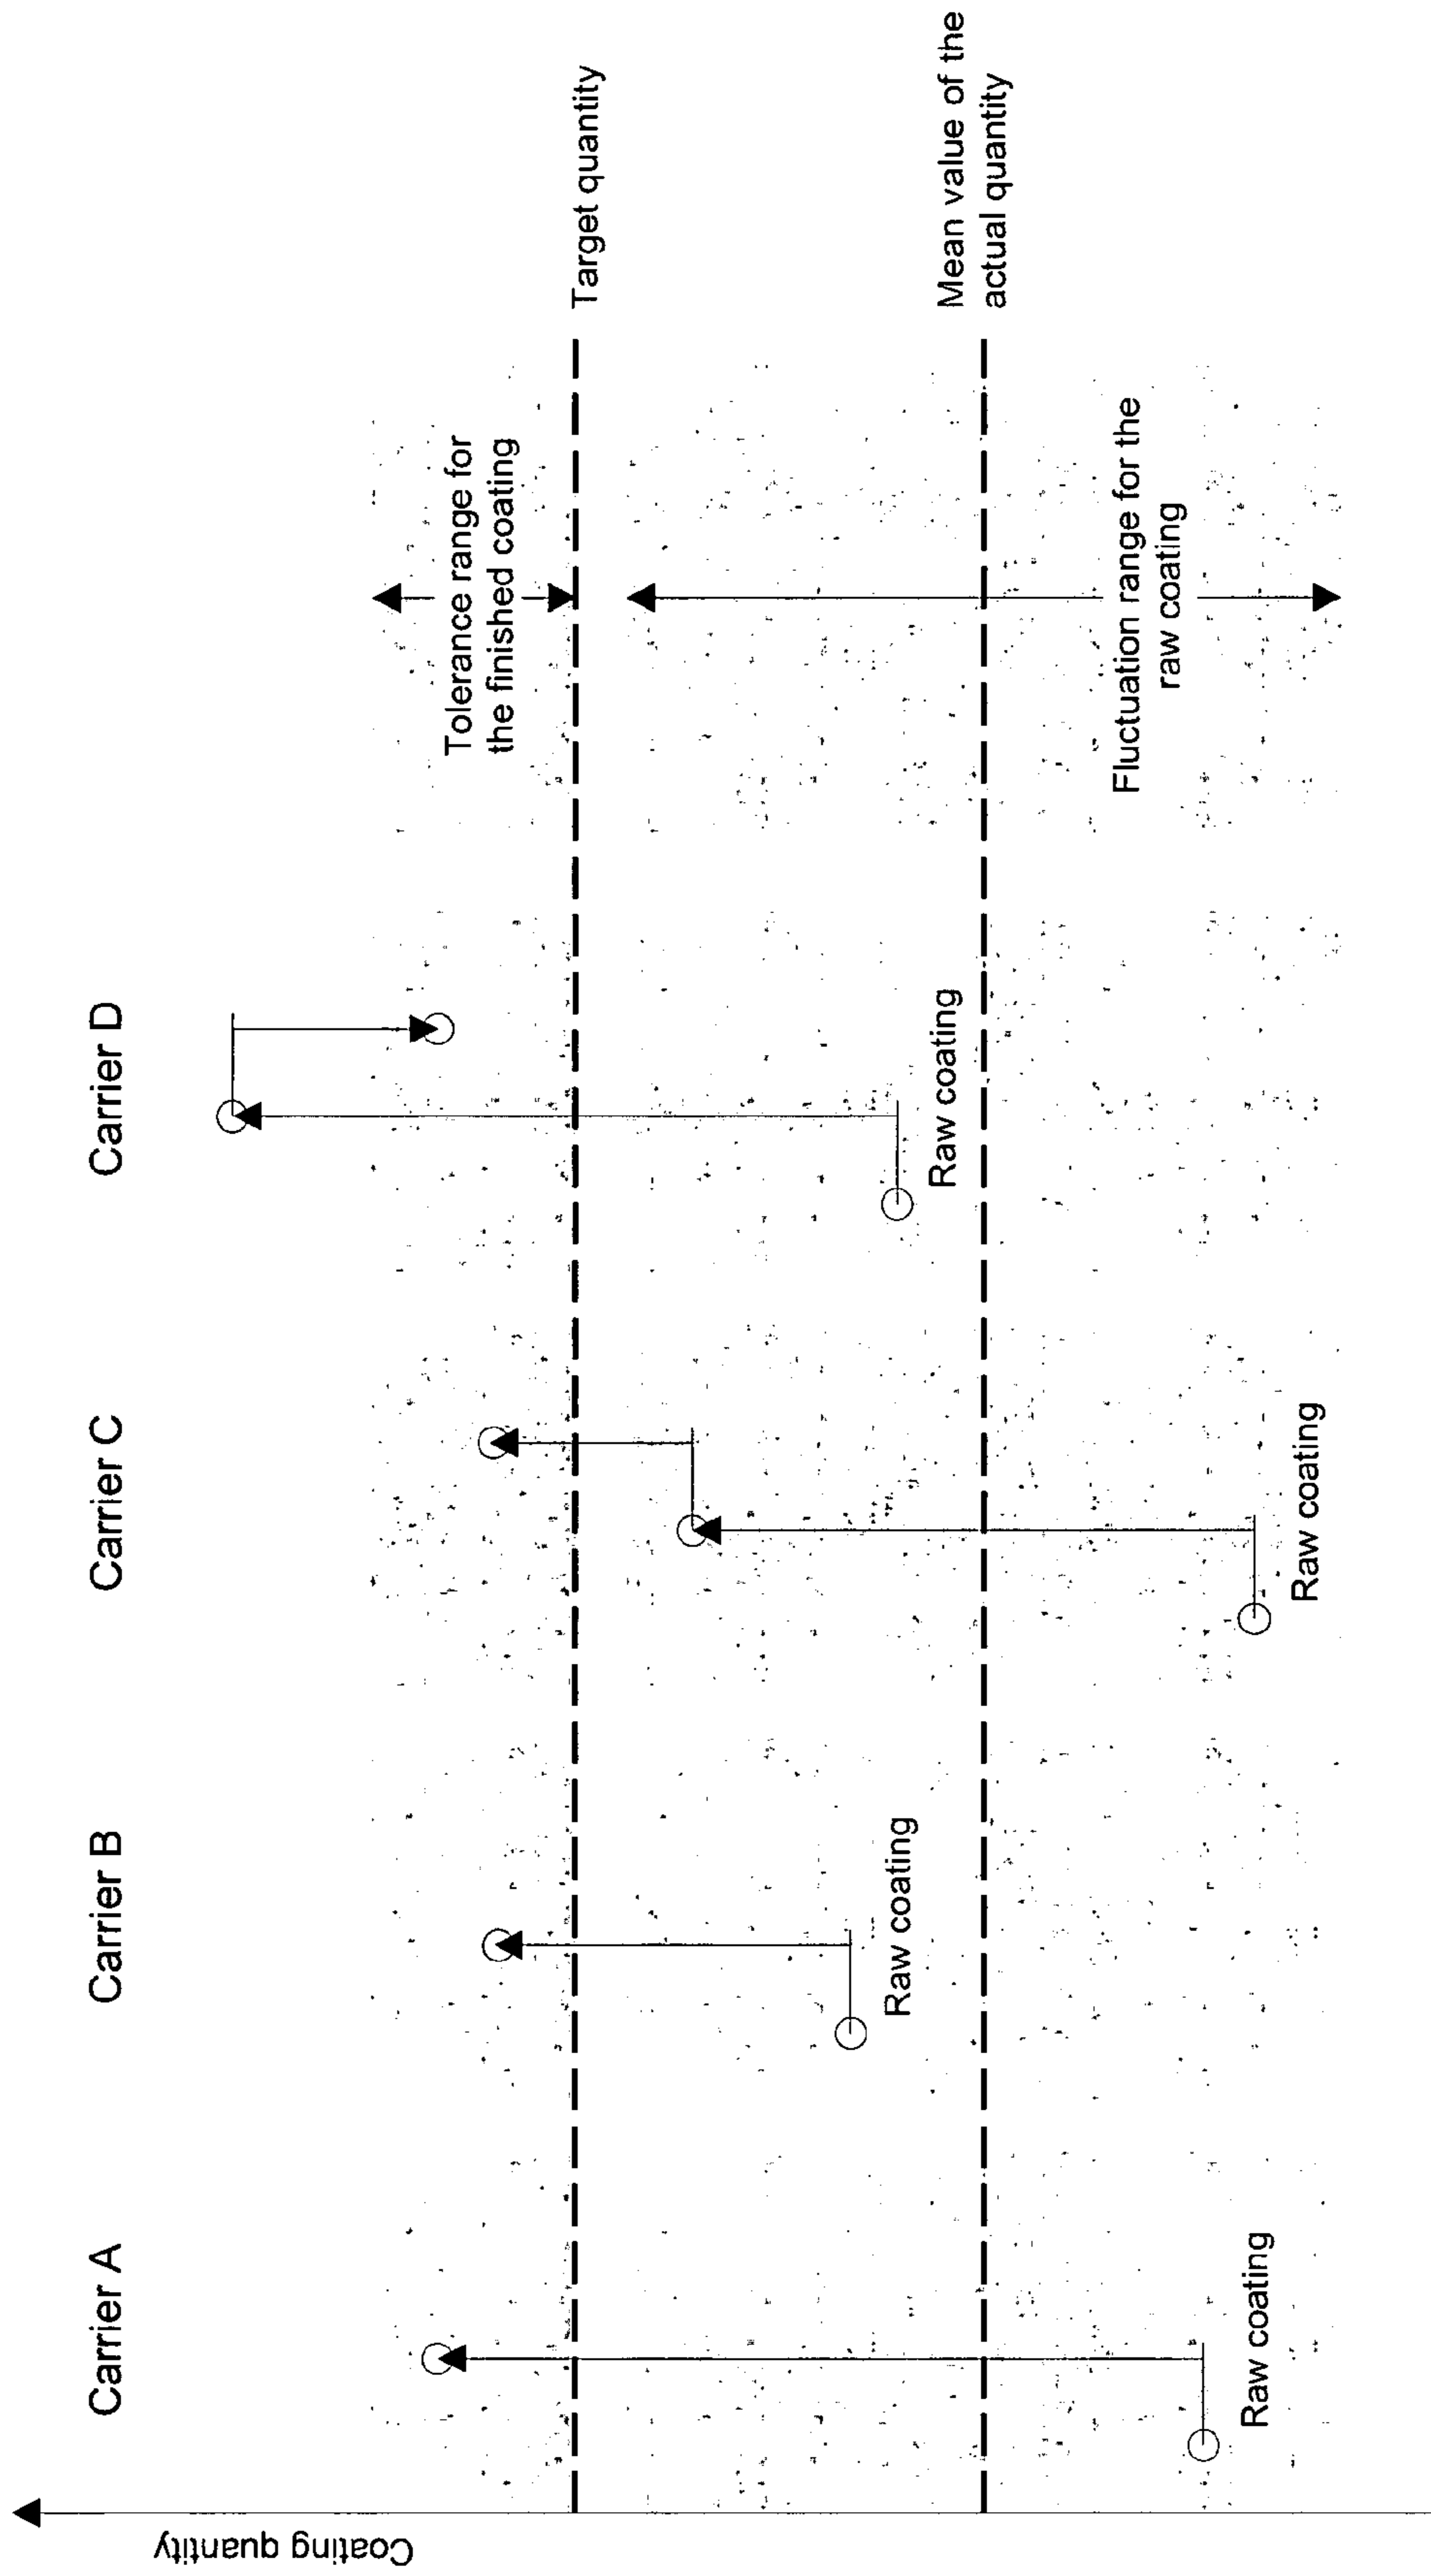 Coating quantity
Carrier A
Carrier B
Carrier C
Carrier D
Tolerance range for
the finished coating
Target quantity
Mean value of the
actual quantity
Fluctuation range for the
raw coating
Raw coating
Raw coating
Raw coating
Raw coating